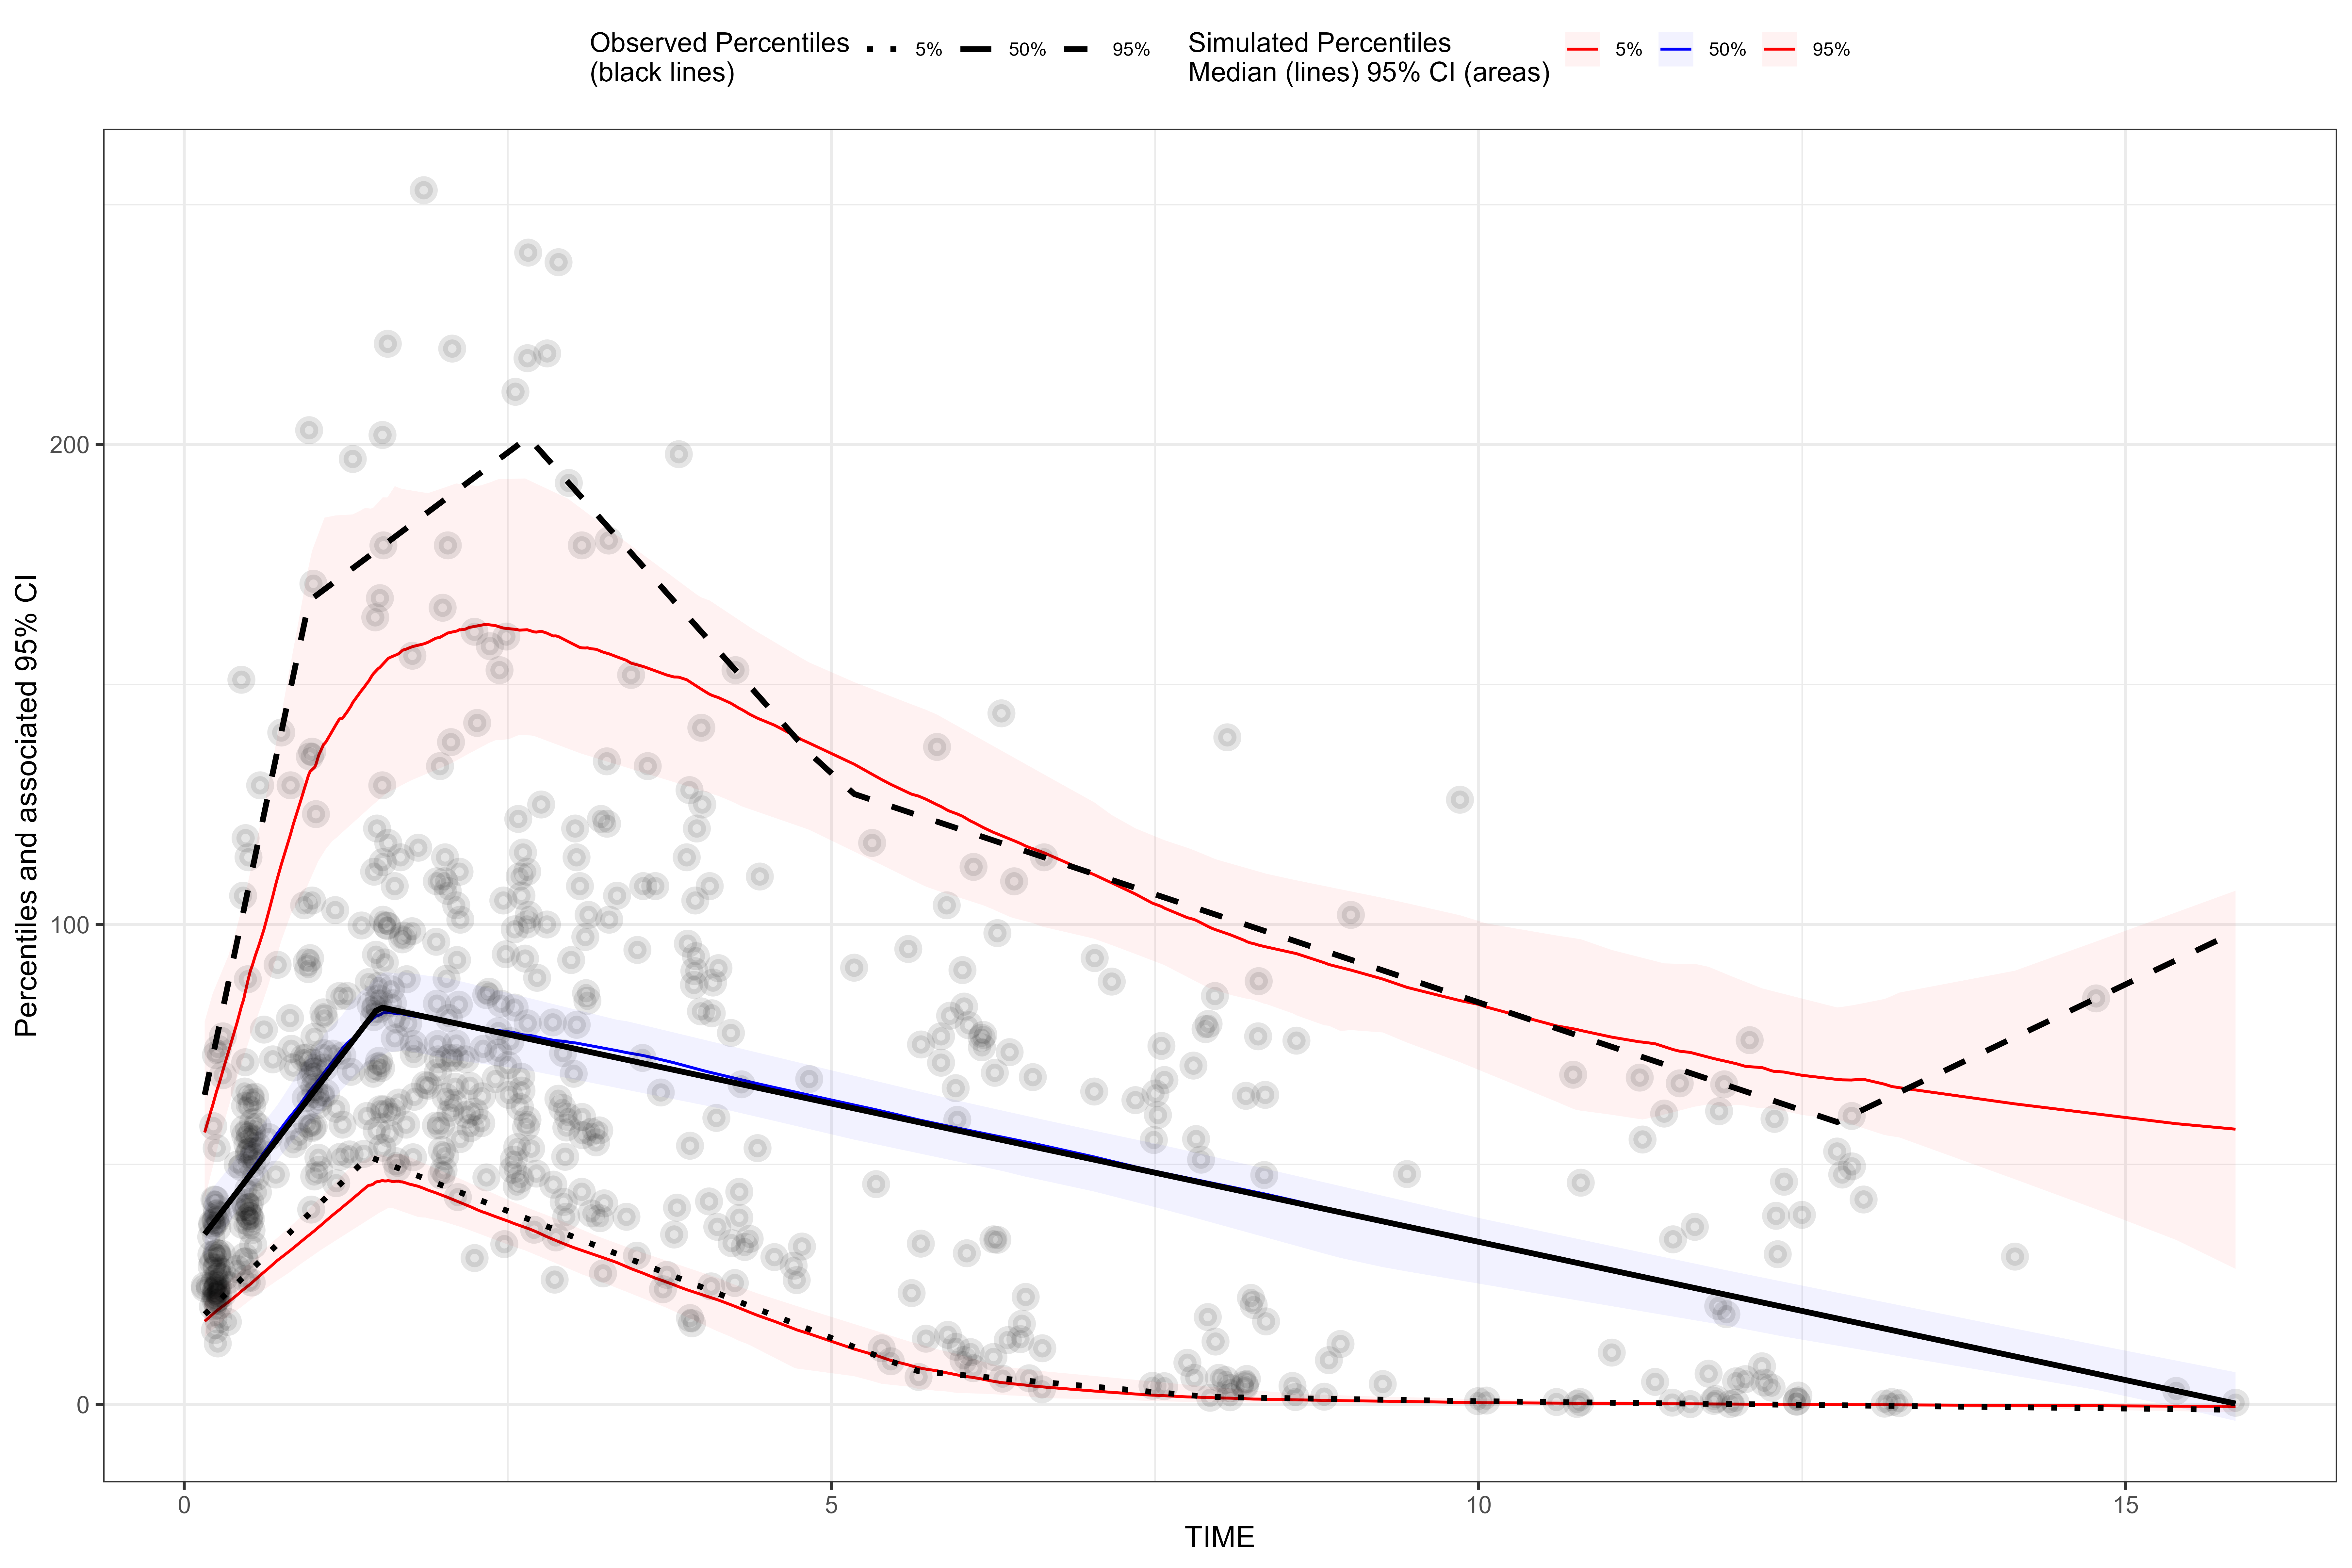 Observed Percentiles
(black lines)
5%
50%
95%
Simulated Percentiles
Median (lines) 95% CI (areas)
5%
50%
95%
Percentiles and associated 95% CI
200
100
0
0
5
10
15
TIME